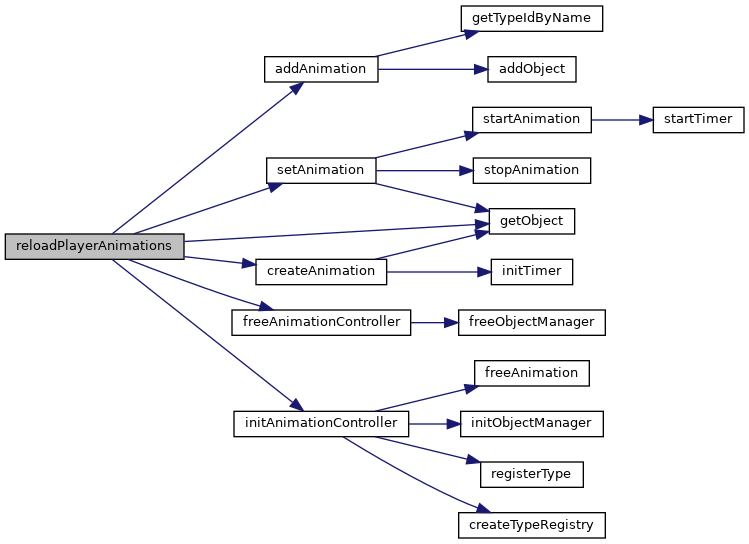 getTypeIdByName
addAnimation
addObject
startAnimation
startTimer
setAnimation
stopAnimation
getObject
reloadPlayerAnimations
createAnimation
initTimer
freeAnimationController
freeObjectManager
freeAnimation
initAnimationController
initObjectManager
registerType
createTypeRegistry